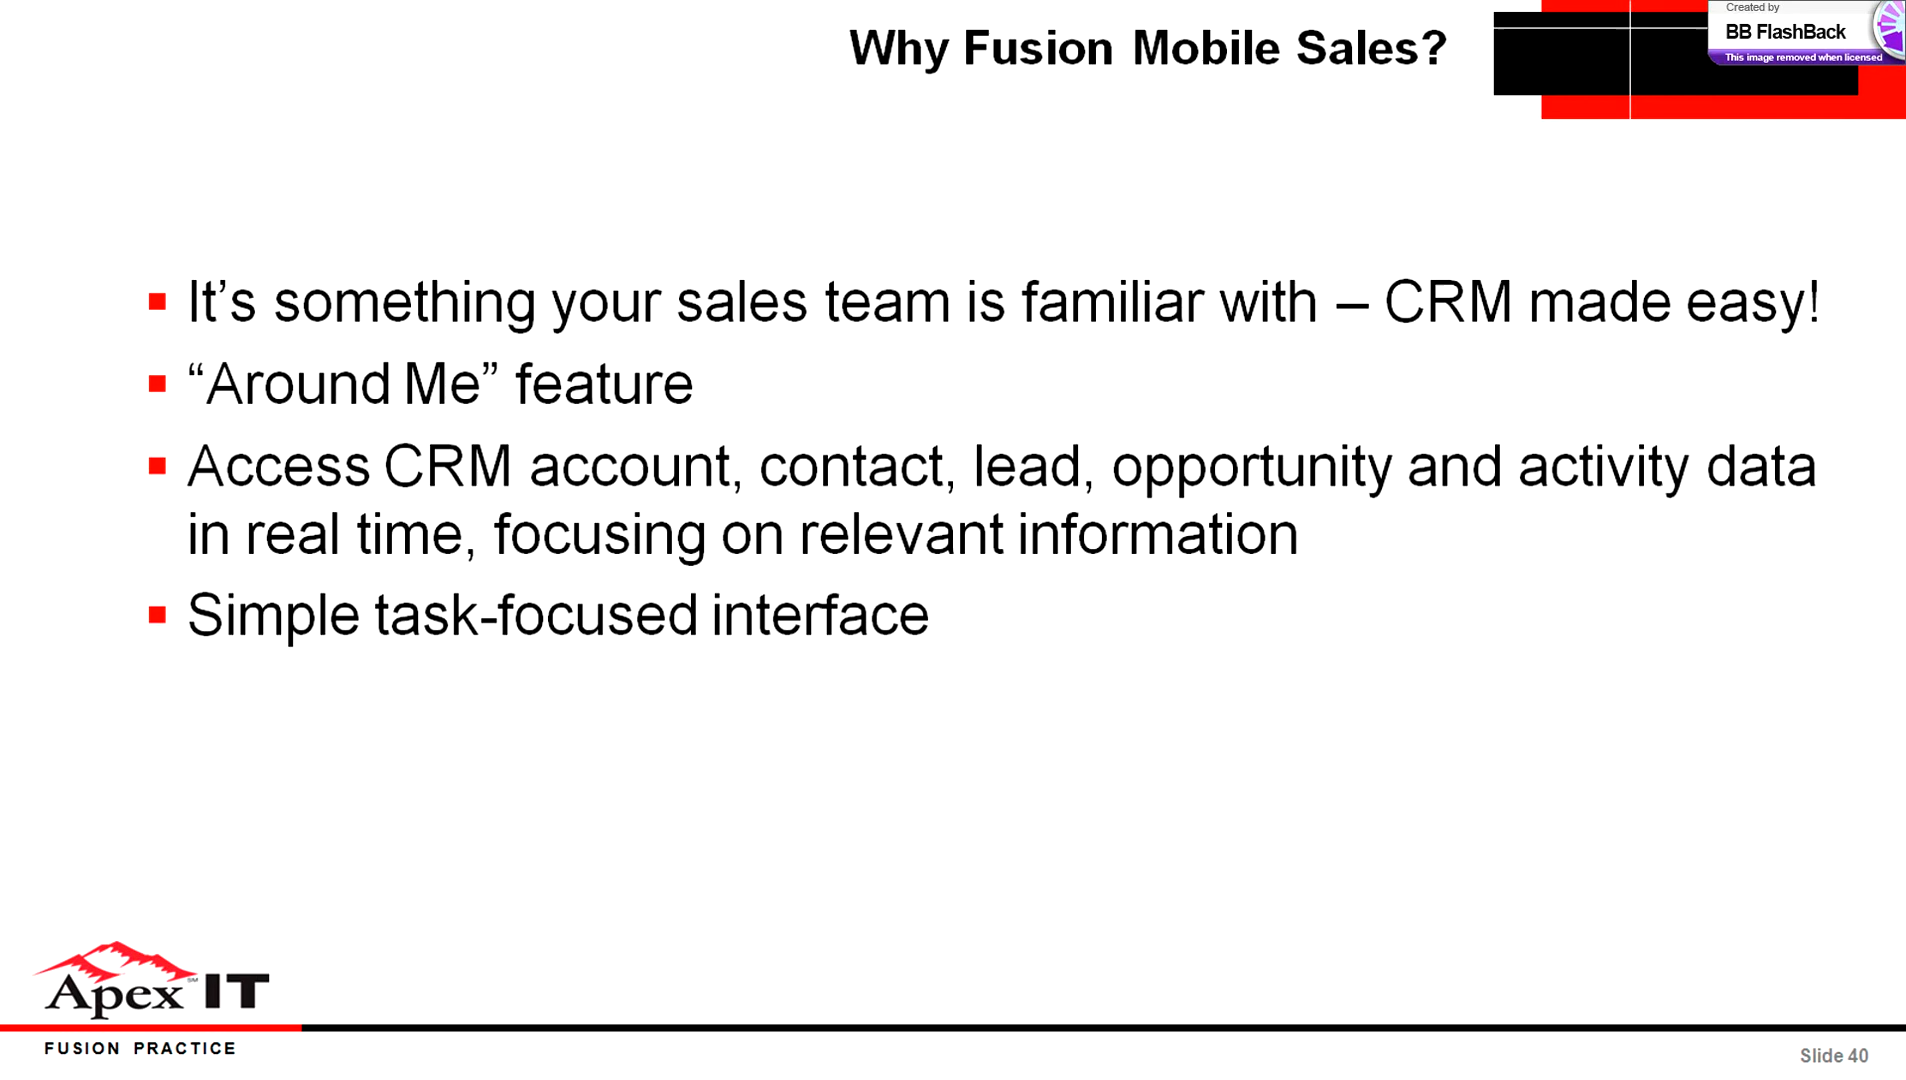 Why Fusion Mobile Sales?
Created by
BB FlashBack
This image removed when licensed
▪ It’s something your sales team is familiar with – CRM made easy!
▪ “Around Me” feature
▪ Access CRM account, contact, lead, opportunity and activity data
in real time, focusing on relevant information
▪ Simple task-focused interface
Apex℠ IT
FUSION PRACTICE
Slide 40